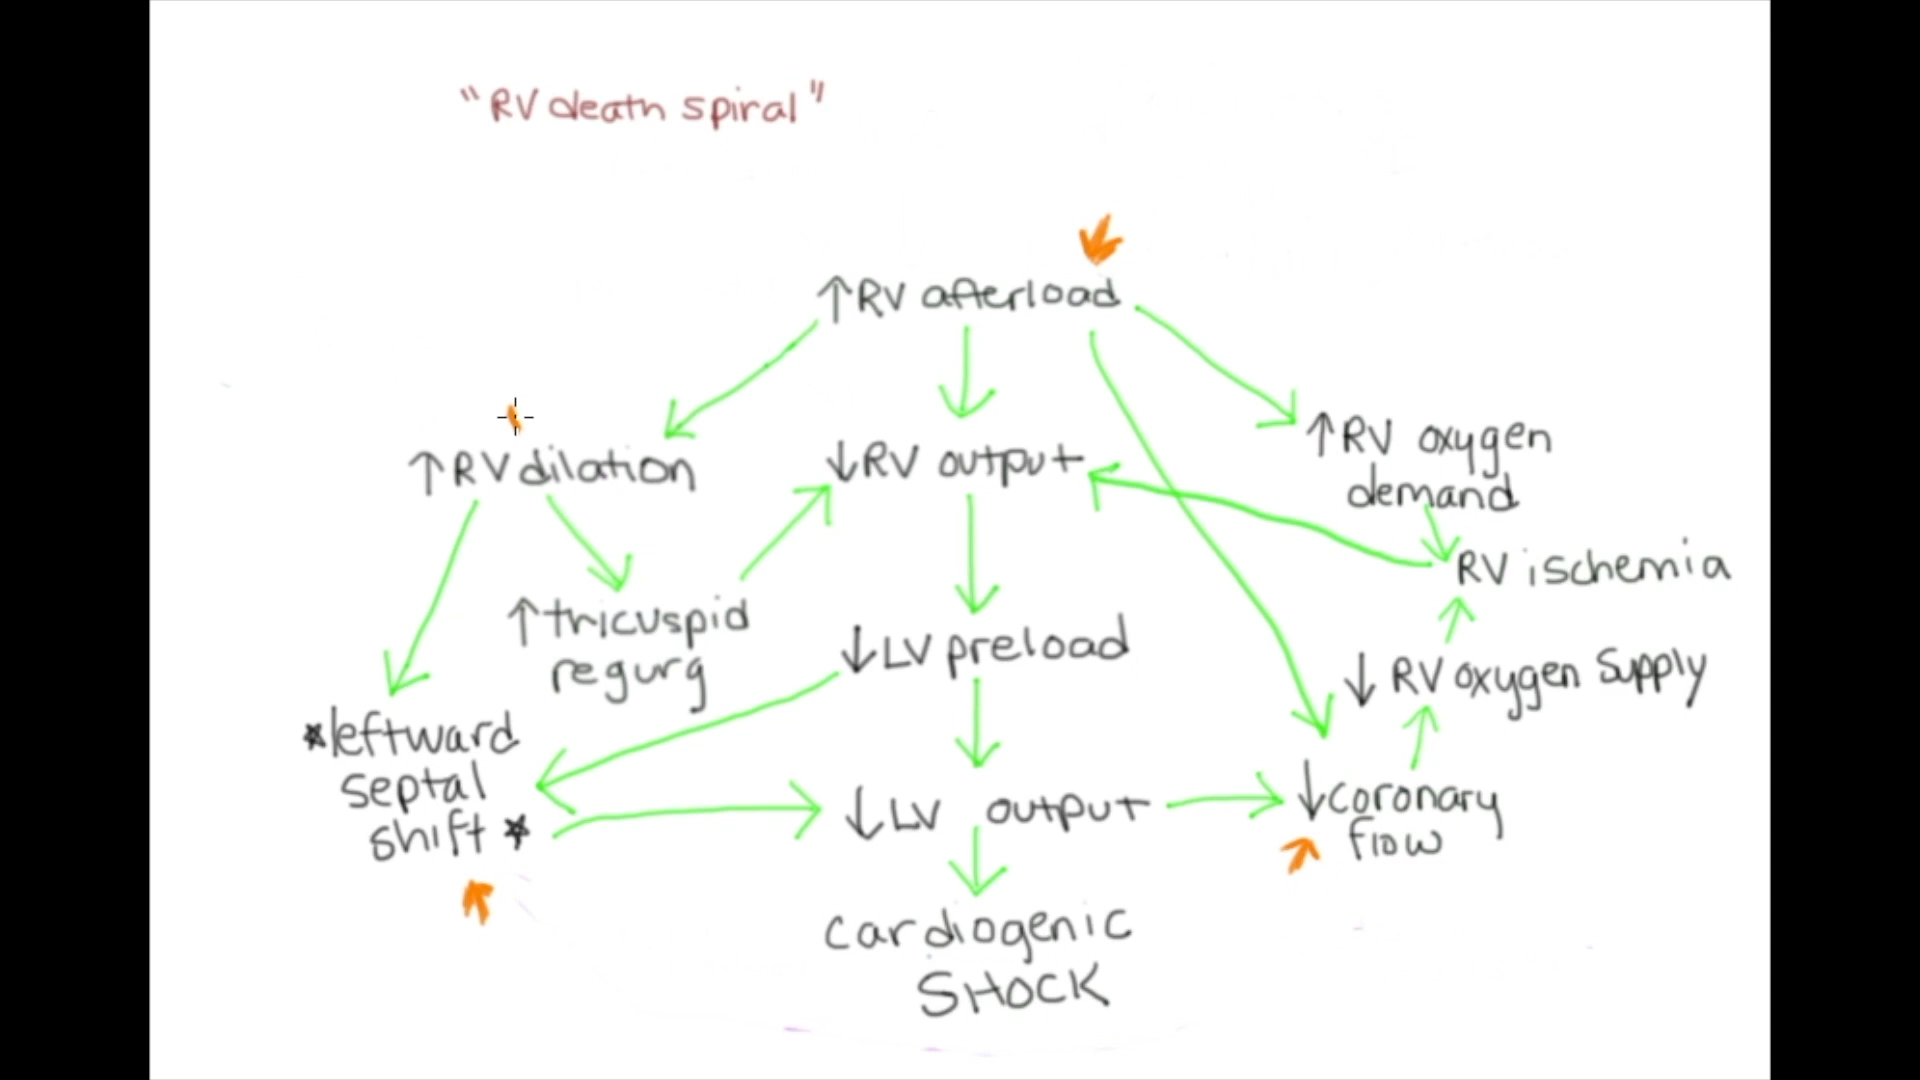 "RV death spiral"
↑RV afterload
↑RV dilation
↓RV output
↑RV oxygen
demand
RV ischemia
↑tricuspid
regurg
↓LV preload
↓ RV oxygen supply
*leftward
septal
shift*
↓LV output
↓coronary
flow
cardiogenic
SHOCK